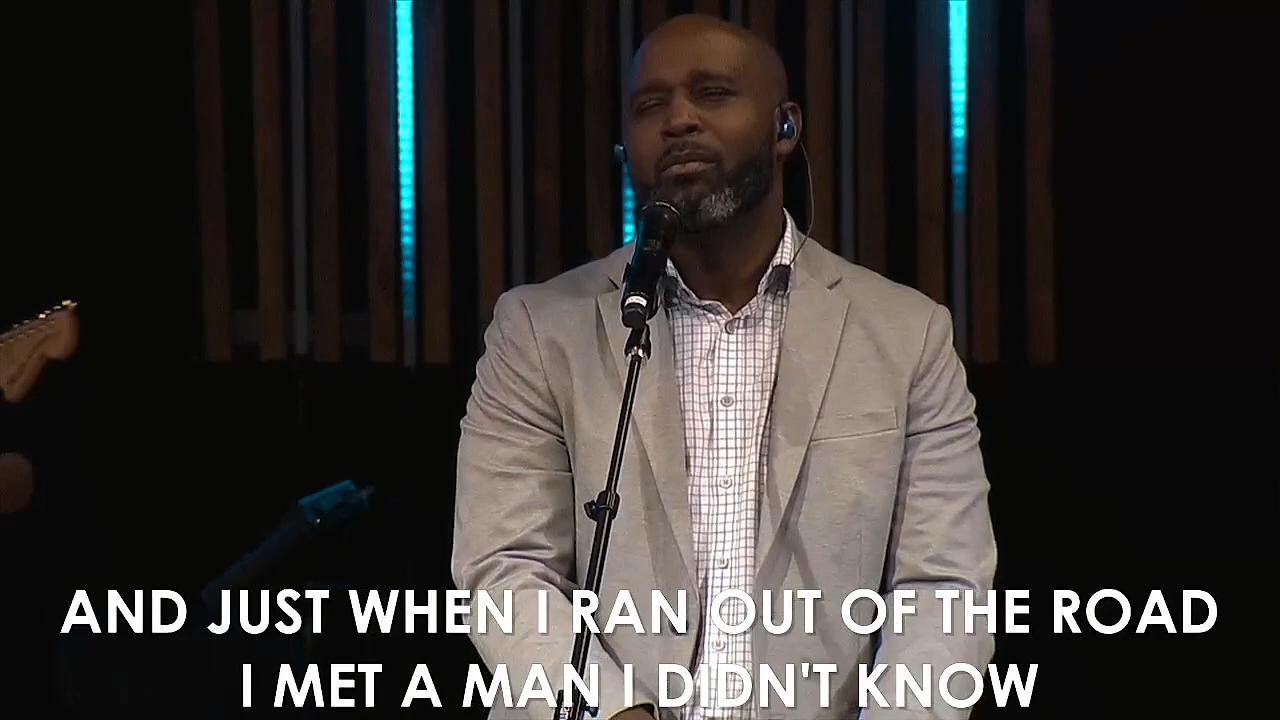 AND JUST WHEN I RAN OUT OF THE ROAD
I MET A MAN I DIDN'T KNOW